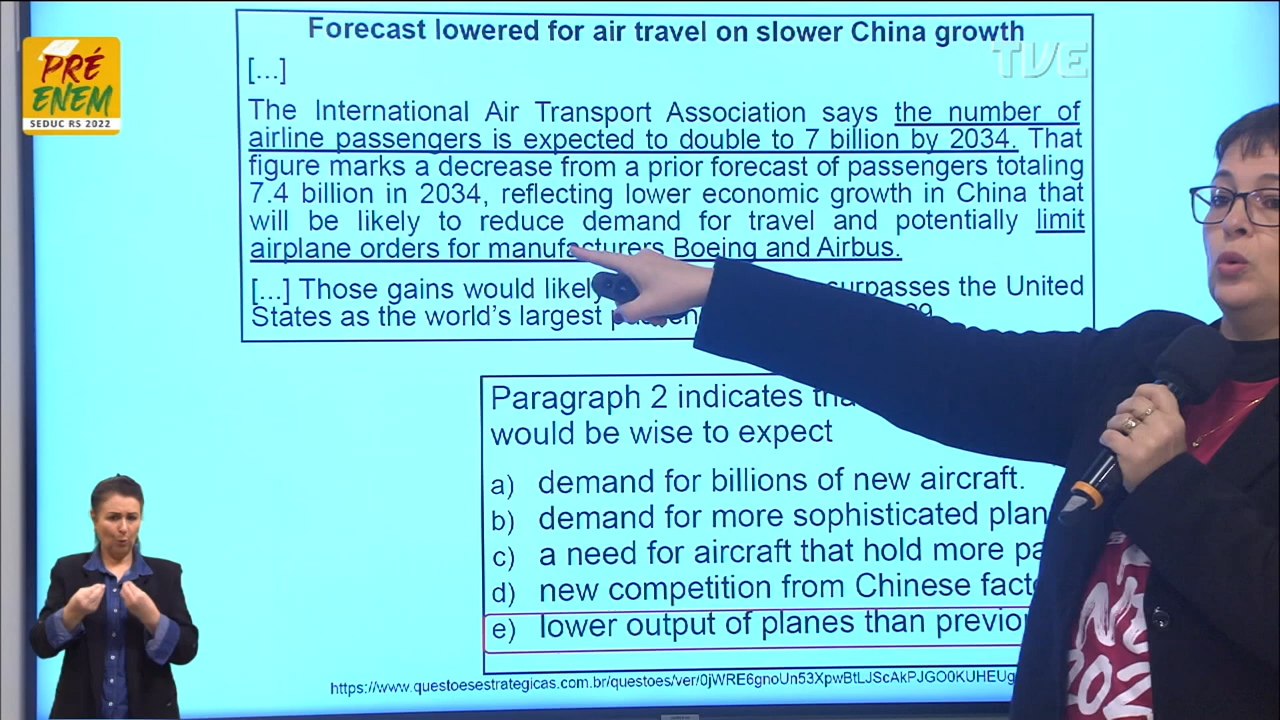 Forecast lowered for air travel on slower China growth
TVE
PRÉ
ENEM
SEDUC RS 2022
[...]
The International Air Transport Association says the number of
airline passengers is expected to double to 7 billion by 2034. That
figure marks a decrease from a prior forecast of passengers totaling
7.4 billion in 2034, reflecting lower economic growth in China that
will be likely to reduce demand for travel and potentially limit
airplane orders for manufacturers Boeing and Airbus.
[...] Those gains would likely surpasses the United
States as the world's largest
Paragraph 2 indicates
would be wise to expect
a) demand for billions of new aircraft.
b) demand for more sophisticated
c) a need for aircraft that hold more
d) new competition from Chinese
e) lower output of planes than